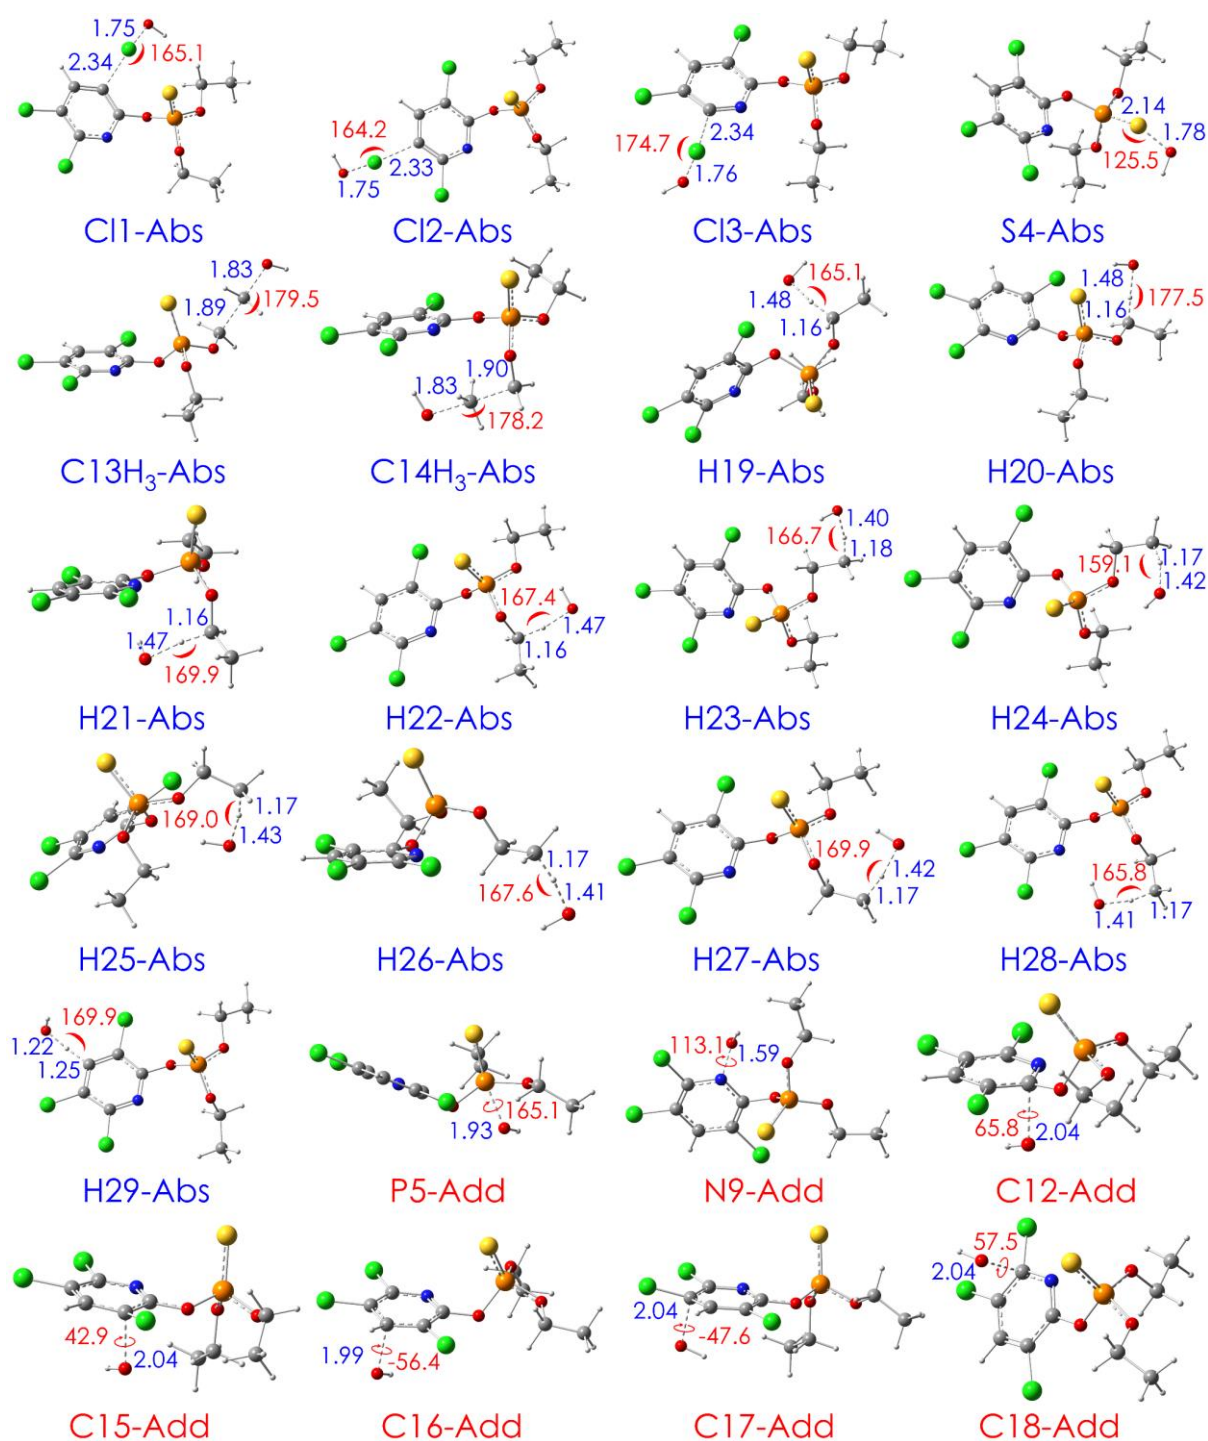 1.75
165.1
2.34
Cl1-Abs
164.2
2.33
1.75
Cl2-Abs
2.34
174.7
1.76
Cl3-Abs
2.14
1.78
125.5
S4-Abs
1.83
179.5
1.89
C13H₃-Abs
1.90
1.83
178.2
C14H₃-Abs
165.1
1.48
1.16
H19-Abs
1.48
177.5
1.16
H20-Abs
1.16
1.47
169.9
H21-Abs
167.4
1.47
1.16
H22-Abs
1.40
166.7
1.18
H23-Abs
159.1
1.17
1.42
H24-Abs
1.17
169.0
1.43
H25-Abs
1.17
167.6
1.41
H26-Abs
169.9
1.42
1.17
H27-Abs
165.8
1.41
1.17
H28-Abs
169.9
1.22
1.25
H29-Abs
165.1
1.93
P5-Add
113.1
1.59
N9-Add
65.8
2.04
C12-Add
42.9
2.04
C15-Add
1.99
-56.4
C16-Add
2.04
-47.6
C17-Add
57.5
2.04
C18-Add